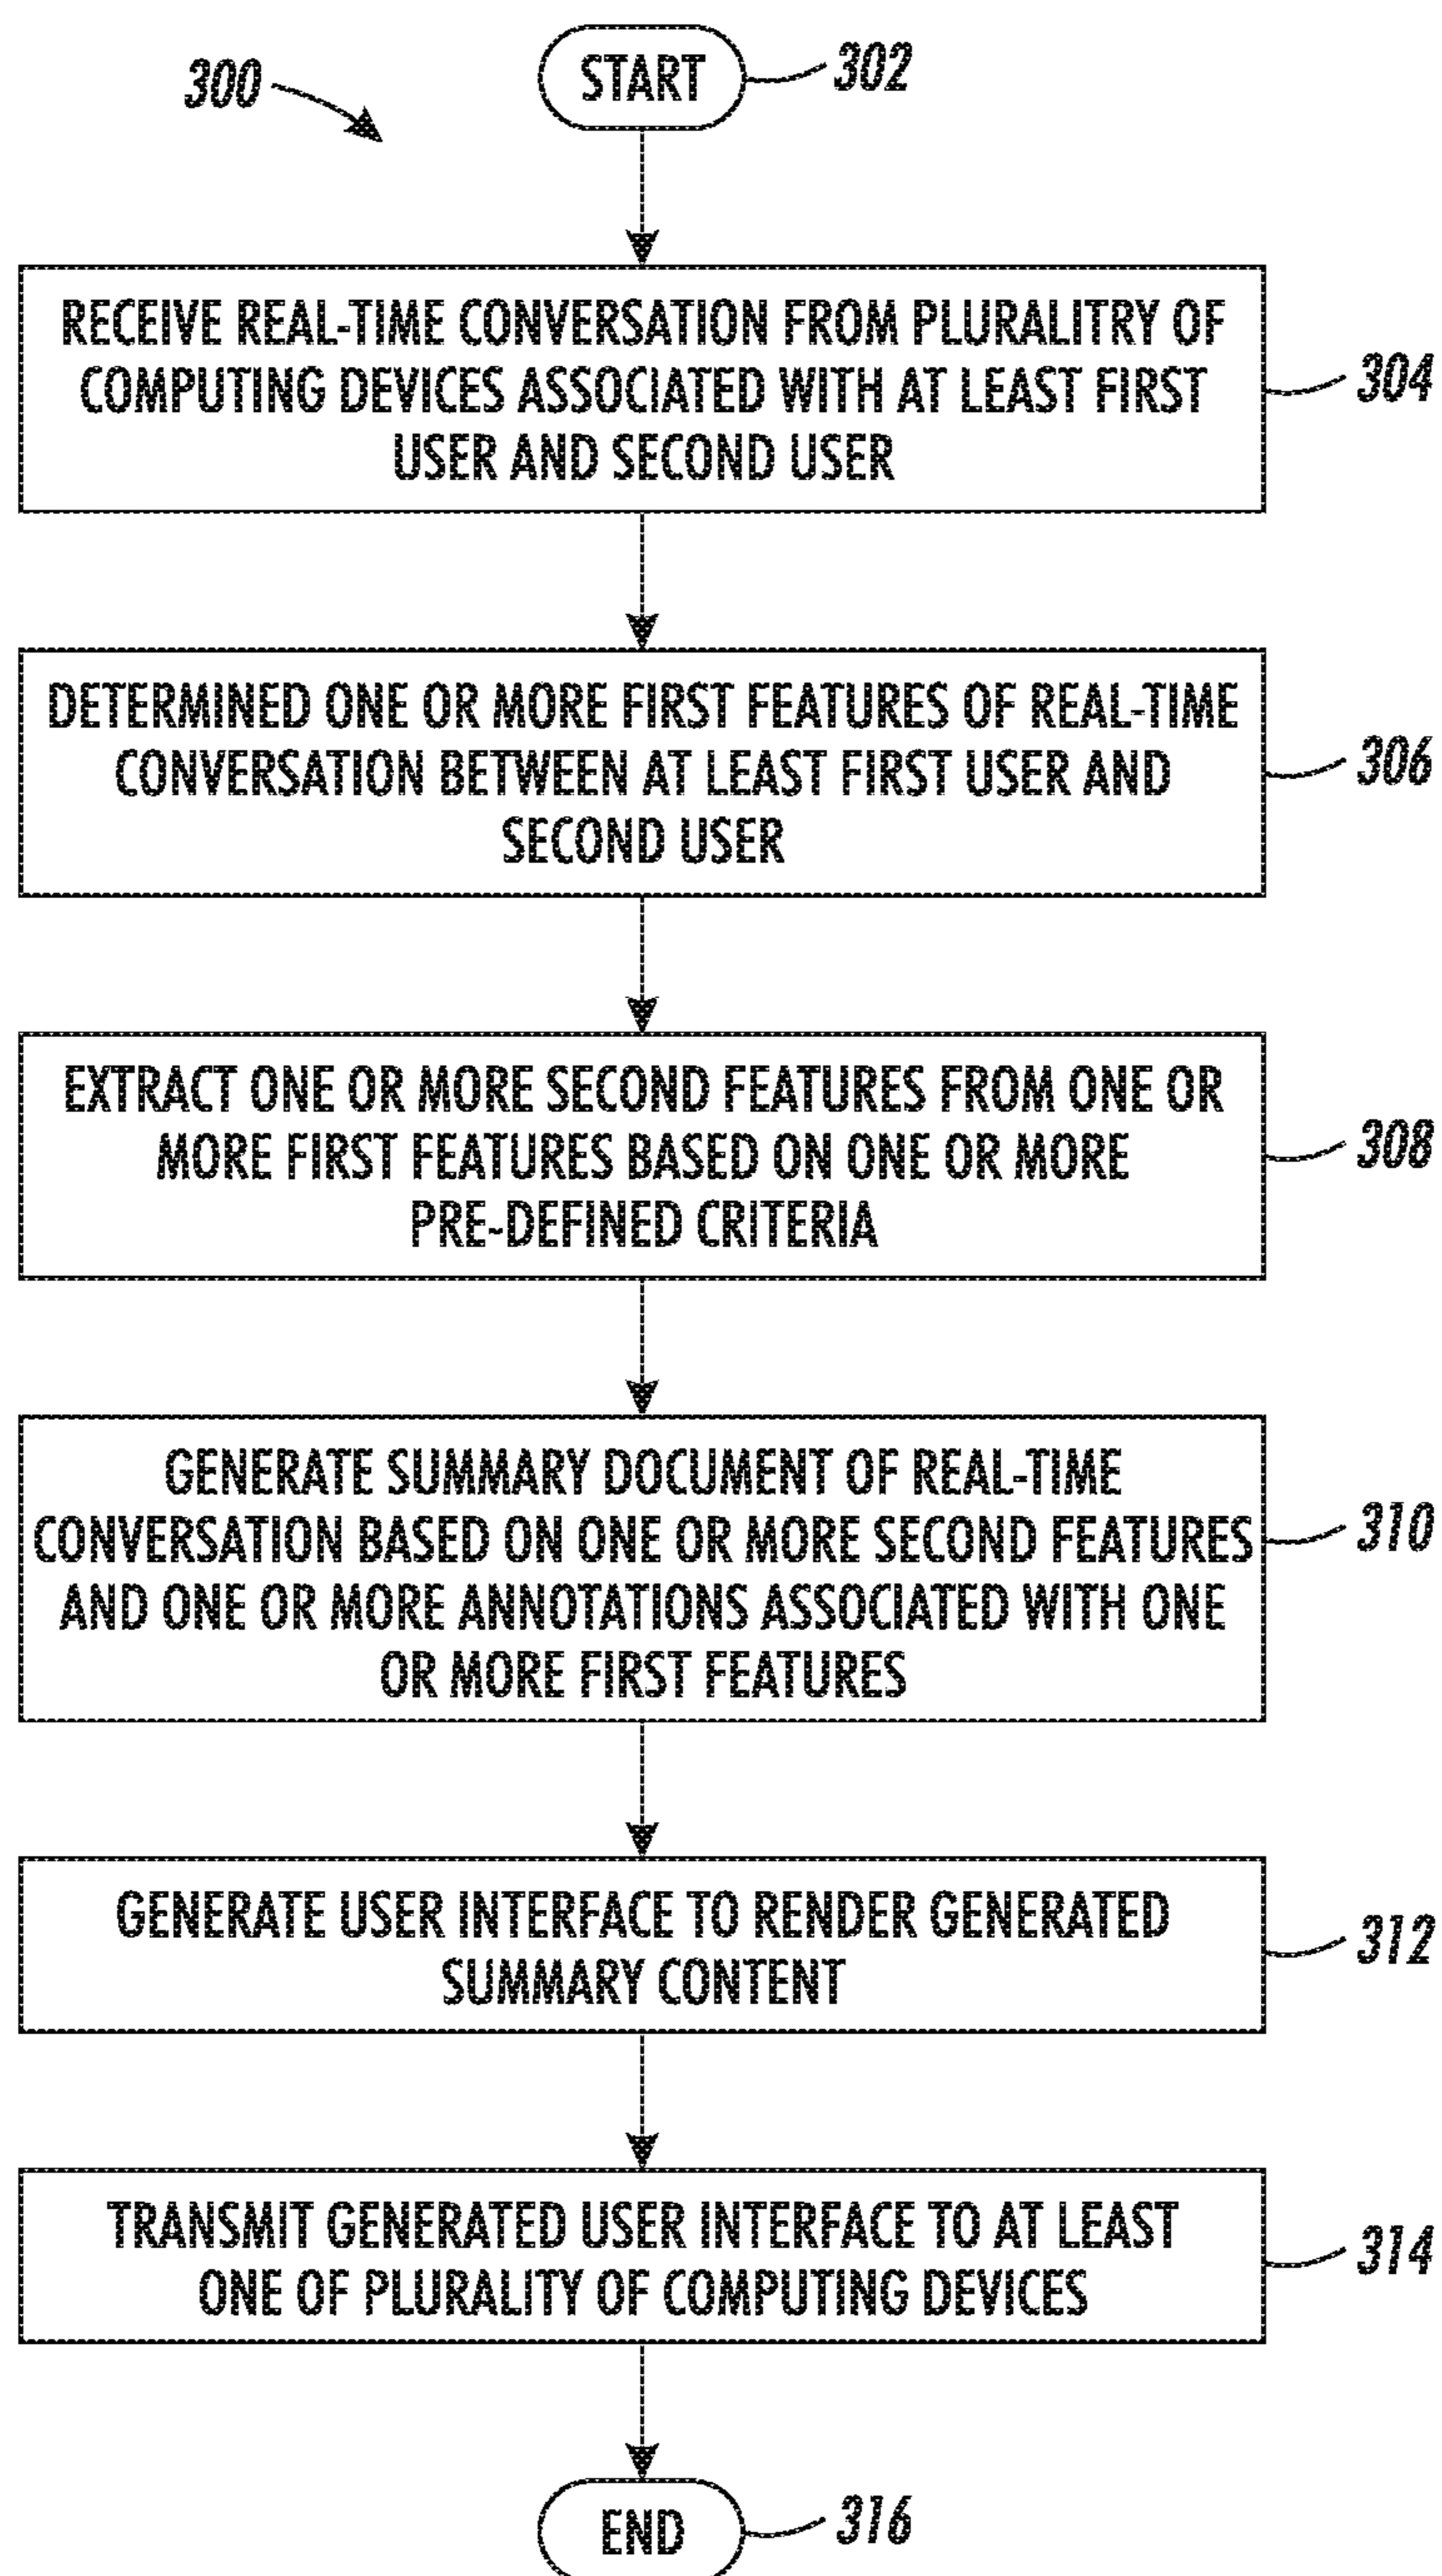 300
START
302
RECEIVE REAL-TIME CONVERSATION FROM PLURALITRY OF
COMPUTING DEVICES ASSOCIATED WITH AT LEAST FIRST
USER AND SECOND USER
304
DETERMINED ONE OR MORE FIRST FEATURES OF REAL-TIME
CONVERSATION BETWEEN AT LEAST FIRST USER AND
SECOND USER
306
EXTRACT ONE OR MORE SECOND FEATURES FROM ONE OR
MORE FIRST FEATURES BASED ON ONE OR MORE
PRE-DEFINED CRITERIA
308
GENERATE SUMMARY DOCUMENT OF REAL-TIME
CONVERSATION BASED ON ONE OR MORE SECOND FEATURES
AND ONE OR MORE ANNOTATIONS ASSOCIATED WITH ONE
OR MORE FIRST FEATURES
310
GENERATE USER INTERFACE TO RENDER GENERATED
SUMMARY CONTENT
312
TRANSMIT GENERATED USER INTERFACE TO AT LEAST
ONE OF PLURALITY OF COMPUTING DEVICES
314
END
316